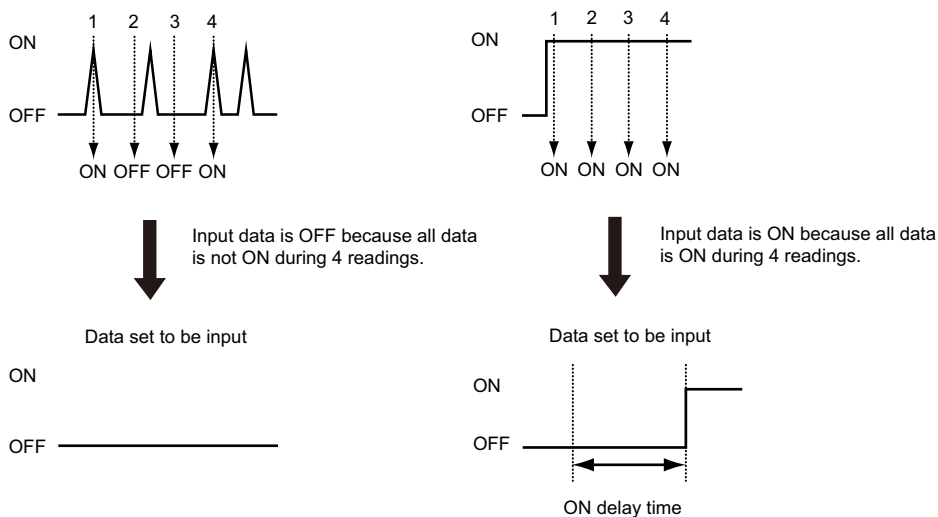 1 2 3 4
ON
OFF
ON OFF OFF ON
Input data is OFF because all data
is not ON during 4 readings.
Data set to be input
ON
OFF
1 2 3 4
ON
OFF
ON ON ON ON
Input data is ON because all data
is ON during 4 readings.
Data set to be input
ON
OFF
ON delay time